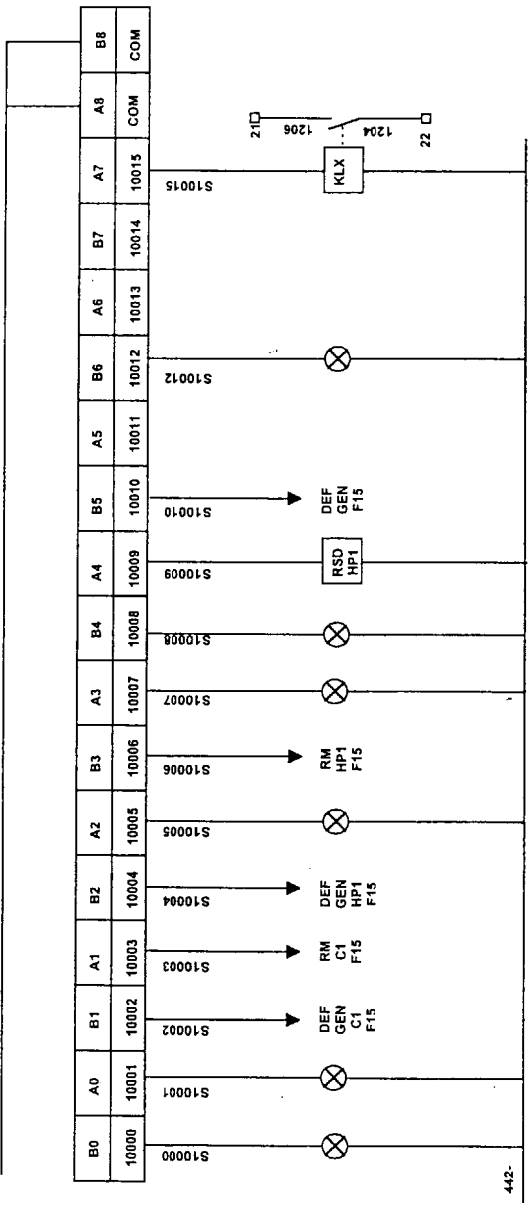 B0 A0 B1 A1 B2 A2 B3 A3 B4 A4 B5 A5 B6 A6 B7 A7 A8 B8
10000 10001 10002 10003 10004 10005 10006 10007 10008 10009 10010 10011 10012 10013 10014 10015 COM COM
S10000 S10001 S10002 S10003 S10004 S10005 S10006 S10007 S10008 S10009 S10010 S10012 S10015
DEF
GEN
C1
F15
RM
C1
F15
DEF
GEN
HP1
F15
RM
HP1
F15
RSD
HP1
DEF
GEN
F15
KLX
21
1206
1204
22
442-